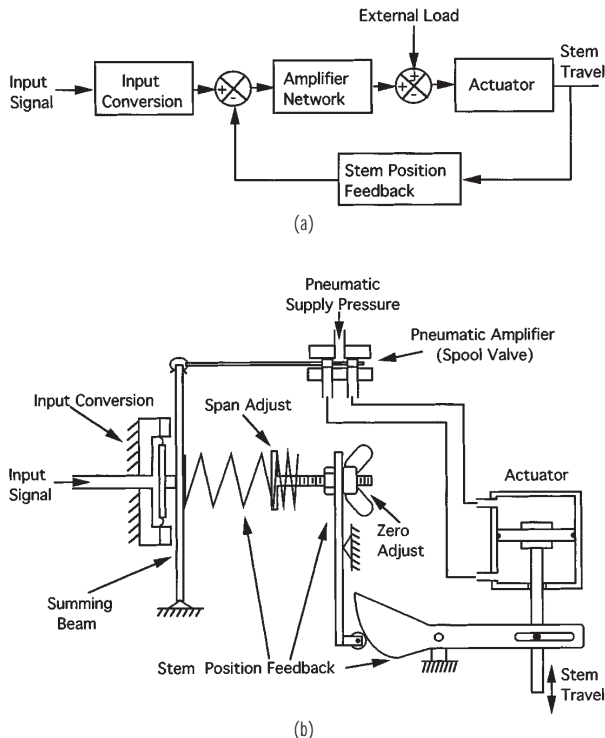 External Load
Stem
Travel
Input
Signal
Input
Conversion
+
-
Amplifier
Network
±
+
-
Actuator
Stem Position
Feedback
(a)
Pneumatic
Supply Pressure
Pneumatic Amplifier
(Spool Valve)
Input Conversion
Span Adjust
Input
Signal
Actuator
Zero
Adjust
Summing
Beam
Stem Position Feedback
Stem
Travel
(b)